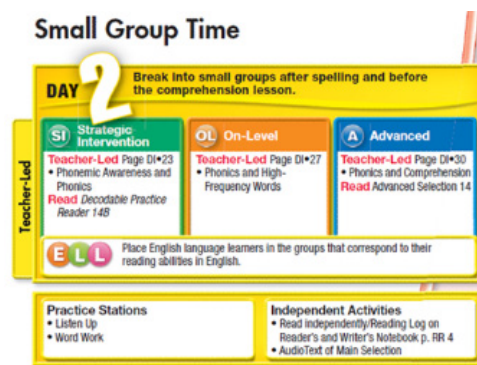 Small Group Time
DAY 2
Break into small groups after spelling and before
the comprehension lesson.
Teacher-Led
SI Strategic
Intervention
Teacher-Led Page DI•23
• Phonemic Awareness and
Phonics
Read Decodable Practice
Reader 14B
OL On-Level
Teacher-Led Page DI•27
• Phonics and High-
Frequency Words
A Advanced
Teacher-Led Page DI•30
• Phonics and Comprehension
Read Advanced Selection 14
ELL
Place English language learners in the groups that correspond to their
reading abilities in English.
Practice Stations
• Listen Up
• Word Work
Independent Activities
• Read independently/Reading Log on
Reader's and Writer's Notebook p. RR 4
• AudioText of Main Selection